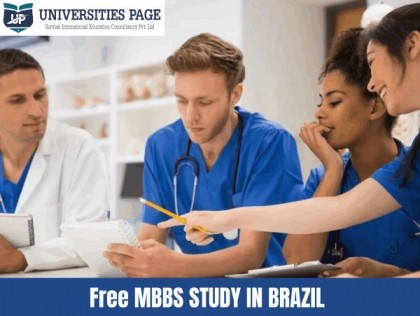 UP
UNIVERSITIES PAGE
Survive International Education Consultancy Pvt. Ltd.
Free MBBS STUDY IN BRAZIL